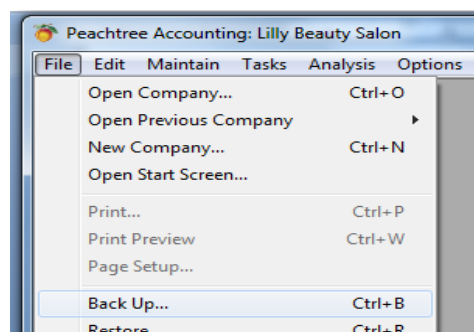 Peachtree Accounting: Lilly Beauty Salon
File Edit Maintain Tasks Analysis Options
Open Company... Ctrl+O
Open Previous Company
New Company... Ctrl+N
Open Start Screen...
Print... Ctrl+P
Print Preview Ctrl+W
Page Setup...
Back Up... Ctrl+B
Restore... Ctrl+R